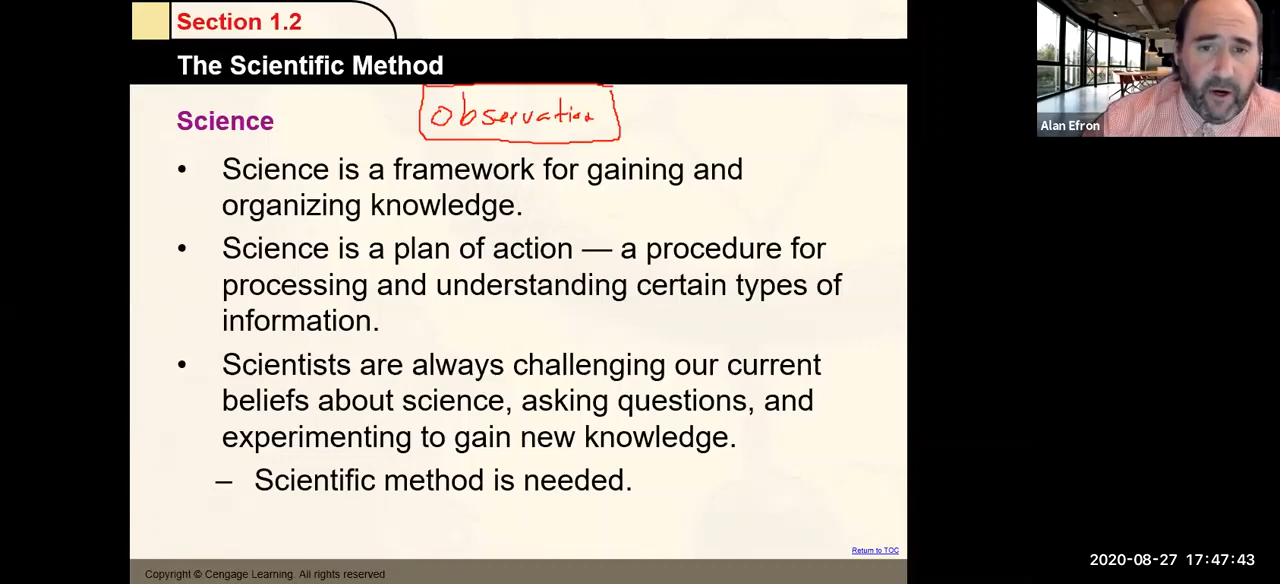 Section 1.2
The Scientific Method
Observation
Science
• Science is a framework for gaining and
organizing knowledge.
• Science is a plan of action — a procedure for
processing and understanding certain types of
information.
• Scientists are always challenging our current
beliefs about science, asking questions, and
experimenting to gain new knowledge.
– Scientific method is needed.
Return to TOC
Copyright © Cengage Learning. All rights reserved
Alan Efron
2020-08-27 17:47:43